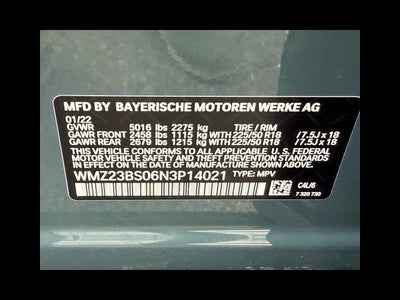 MFD BY BAYERISCHE MOTOREN WERKE AG
01/22
GVWR 5016 lbs 2275 kg TIRE / RIM
GAWR FRONT 2458 lbs 1115 kg WITH 225/50 R18 / 7.5J x 18
GAWR REAR 2679 lbs 1215 kg WITH 225/50 R18 / 7.5J x 18
THIS VEHICLE CONFORMS TO ALL APPLICABLE FEDERAL MOTOR VEHICLE
SAFETY STANDARDS IN EFFECT ON THE DATE OF MANUFACTURE SHOWN ABOVE.
WMZ23BS06N3P14021 TYPE: MPV
C4L/6
7 320 730